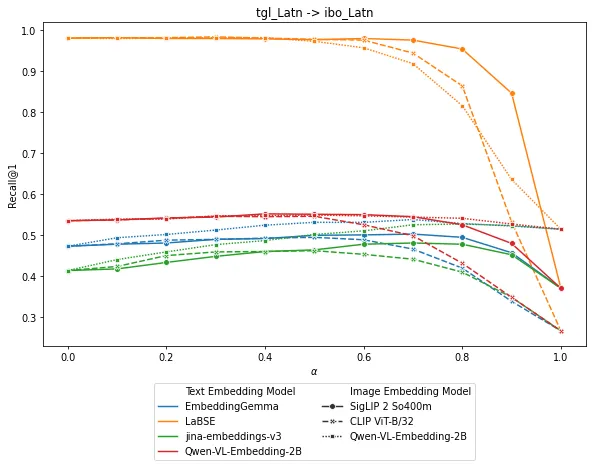 tgl_Latn -> ibo_Latn
1.0
0.9
0.8
0.7
0.6
0.5
0.4
0.3
Recall@1
0.0 0.2 0.4 0.6 0.8 1.0
α
Text Embedding Model
EmbeddingGemma
LaBSE
jina-embeddings-v3
Qwen-VL-Embedding-2B
Image Embedding Model
SigLIP 2 So400m
CLIP ViT-B/32
Qwen-VL-Embedding-2B